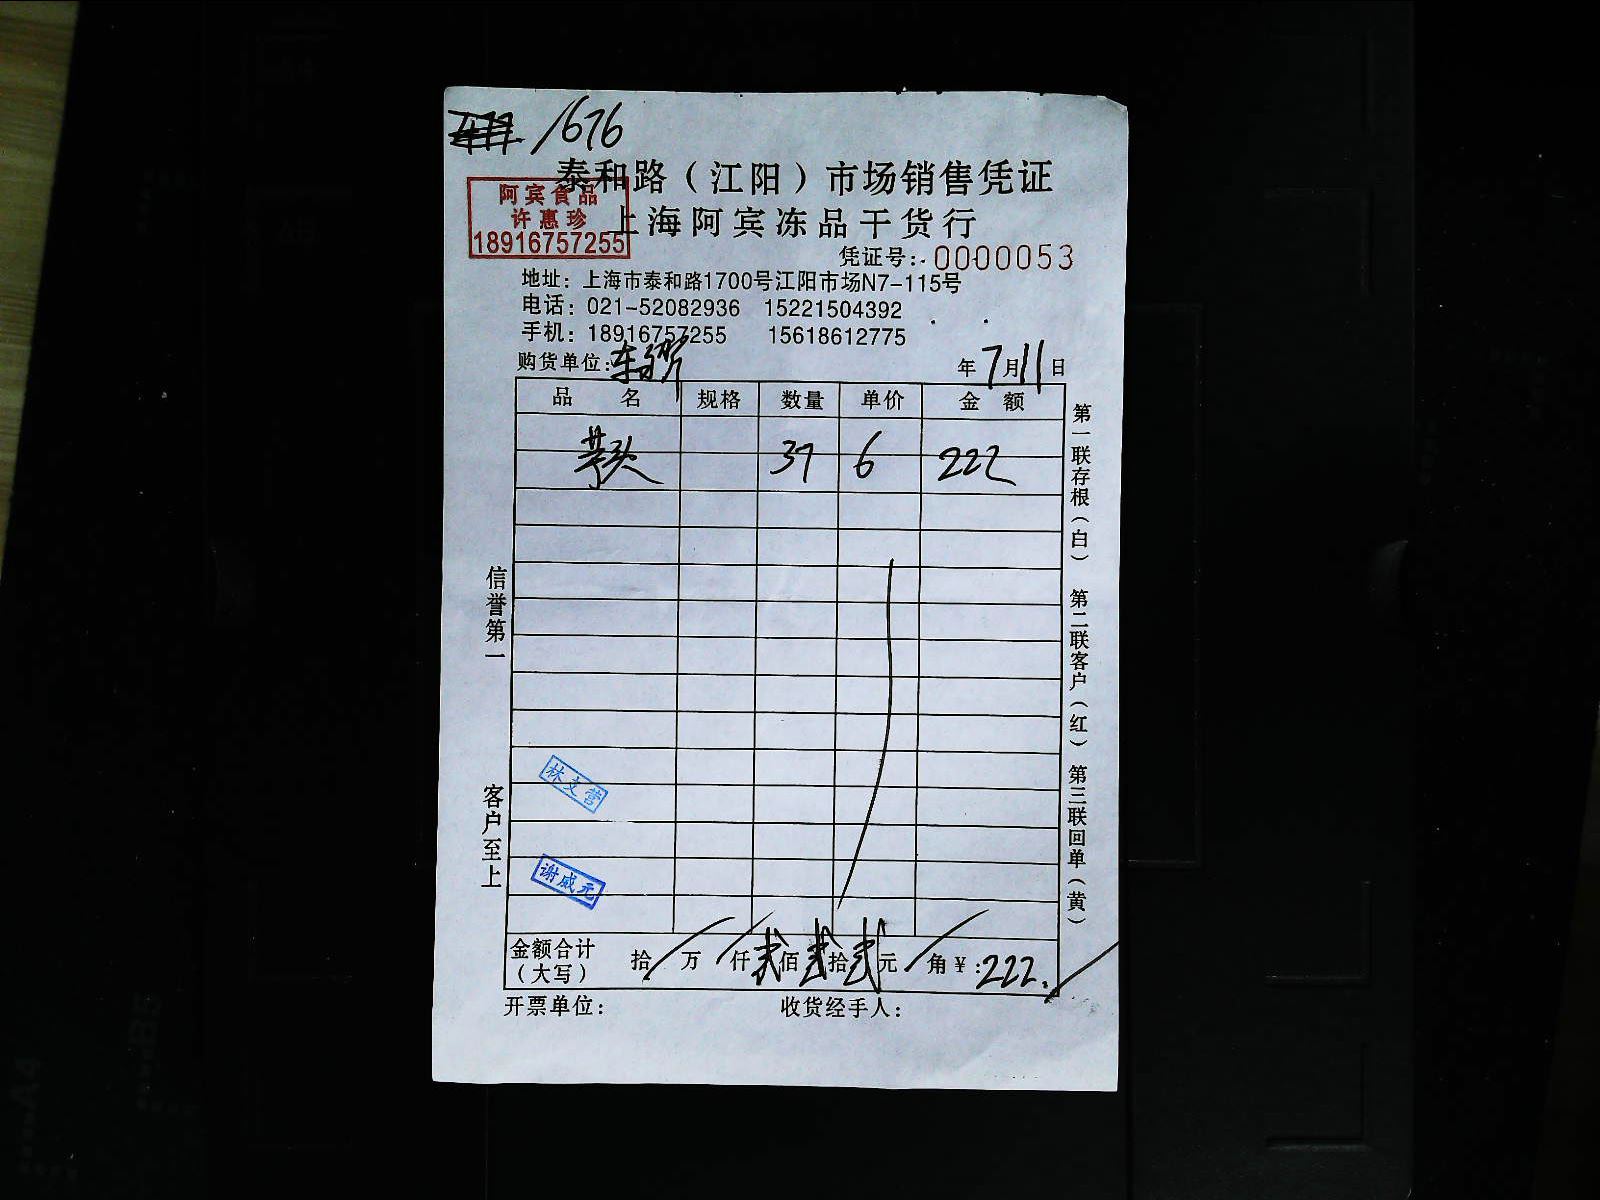 /676
泰和路（江阳）市场销售凭证
阿宾食品
许惠珍
18916757255
上海阿宾冻品干货行
凭证号：0000053
地址：上海市泰和路1700号江阳市场N7-115号
电话：021-52082936 15221504392
手机：18916757255 15618612775
购货单位：
年7月11日
品名 规格 数量 单价 金额
芋头 37 6 222
第一联存根（白） 第二联客户（红） 第三联回单（黄）
信誉第一
客户至上
林文营
谢威元
金额合计（大写） 拾/万/仟贰佰贰拾贰元/角¥：222.
开票单位： 收货经手人：